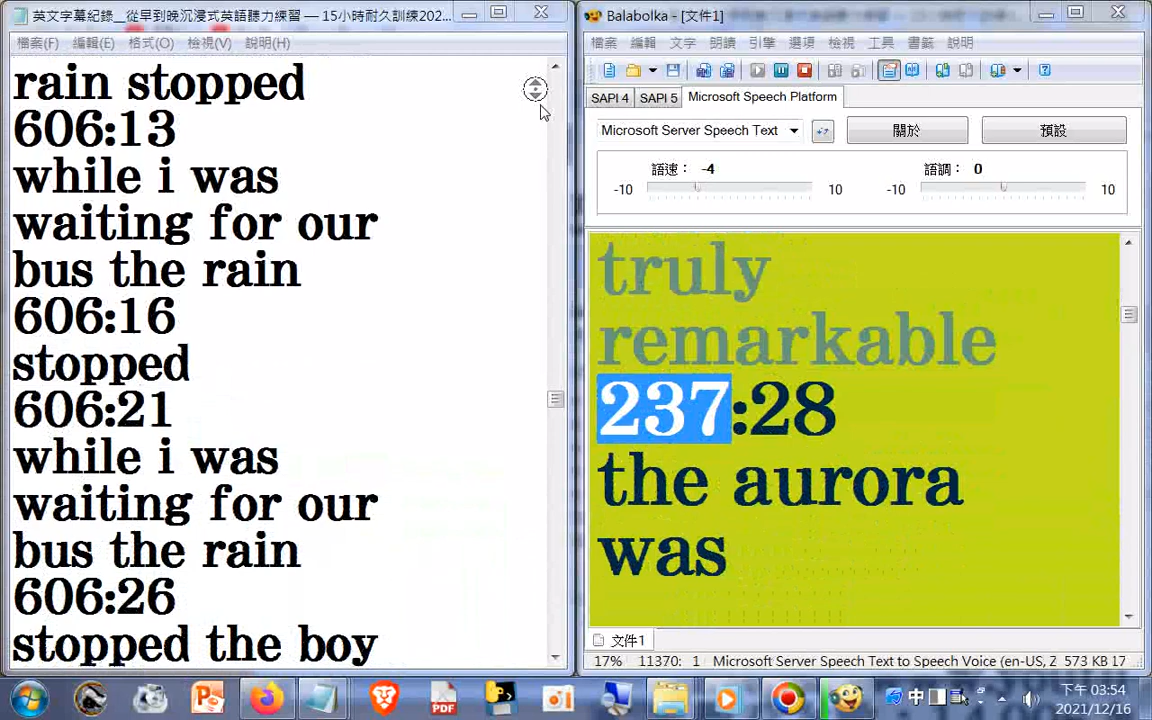 英文字幕紀錄__從早到晚沉浸式英語聽力練習 — 15小時耐久訓練202...
檔案(F) 編輯(E) 格式(O) 檢視(V) 說明(H)
rain stopped
606:13
while i was
waiting for our
bus the rain
606:16
stopped
606:21
while i was
waiting for our
bus the rain
606:26
stopped the boy
Balabolka - [文件1]
檔案 編輯 文字 朗讀 引擎 選項 檢視 工具 書籤 說明
SAPI 4 SAPI 5 Microsoft Speech Platform
Microsoft Server Speech Text 關於 預設
語速： -4 語調： 0
-10 10 -10 10
truly
remarkable
237:28
the aurora
was
文件1
17% 11370: 1 Microsoft Server Speech Text to Speech Voice (en-US, 2 573 KB 17
中
下午 03:54
2021/12/16